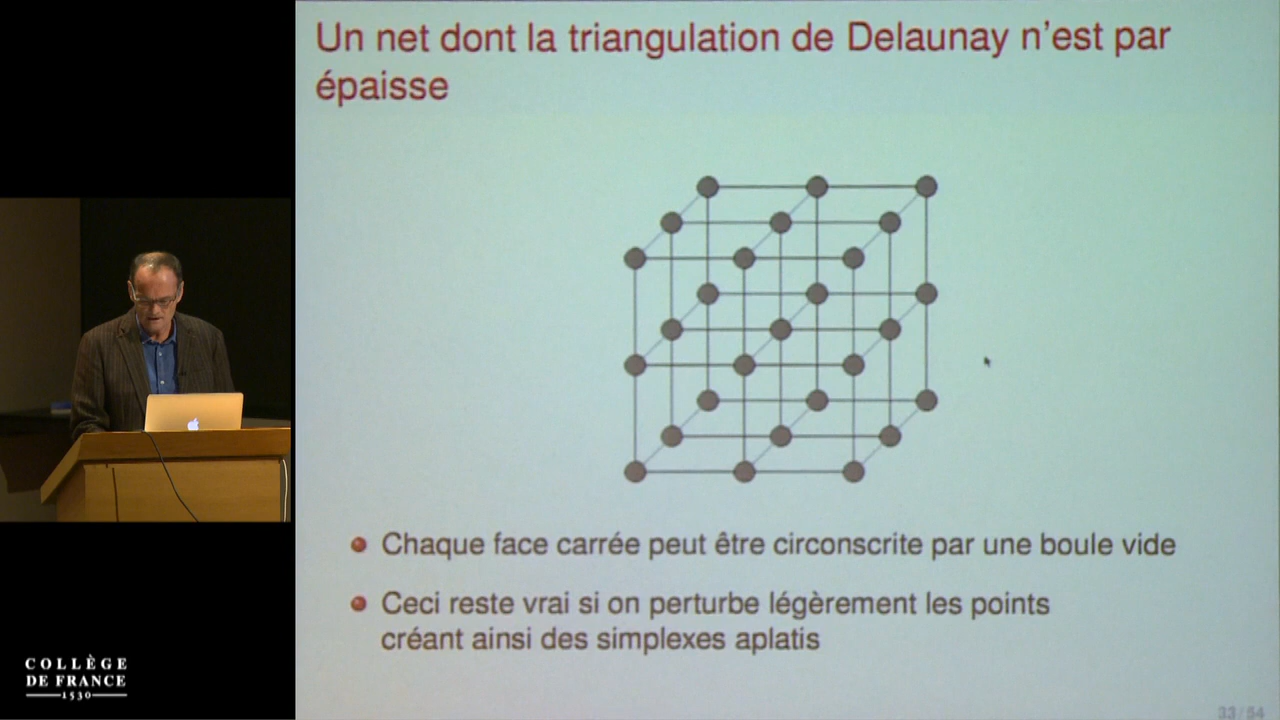 Un net dont la triangulation de Delaunay n'est par
épaisse
Chaque face carrée peut être circonscrite par une boule vide
Ceci reste vrai si on perturbe légèrement les points
créant ainsi des simplexes aplatis
COLLÈGE
DE FRANCE
1530
33/54